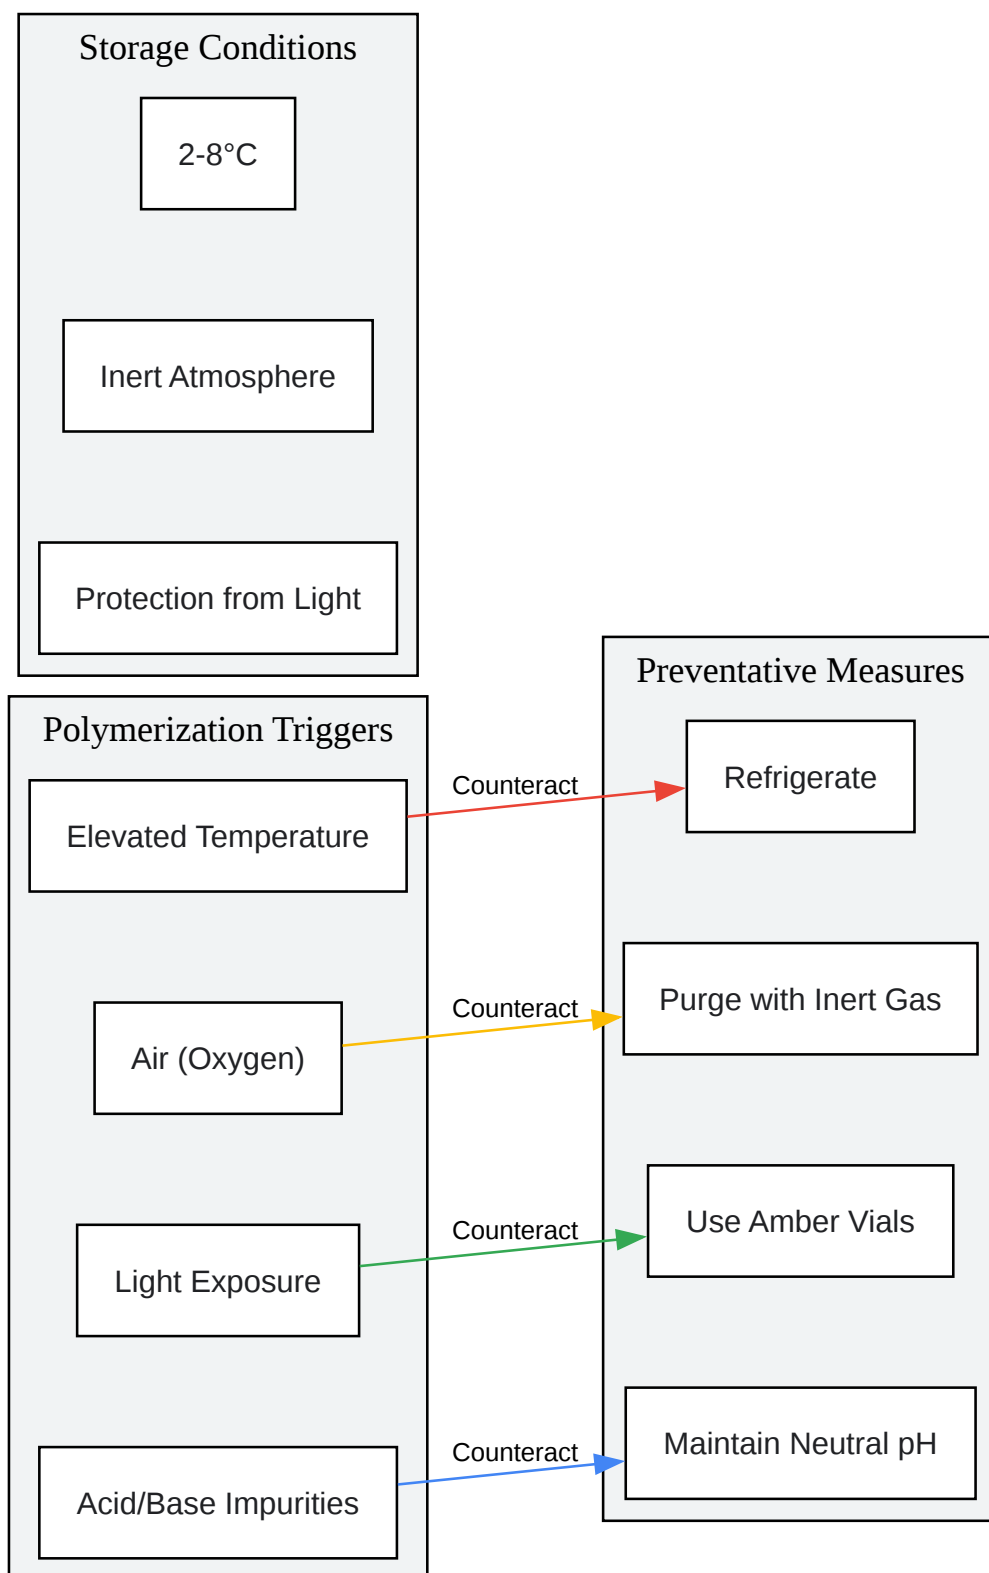 Storage Conditions
2-8°C
Inert Atmosphere
Protection from Light
Polymerization Triggers
Elevated Temperature
Air (Oxygen)
Light Exposure
Acid/Base Impurities
Counteract
Counteract
Counteract
Counteract
Preventative Measures
Refrigerate
Purge with Inert Gas
Use Amber Vials
Maintain Neutral pH